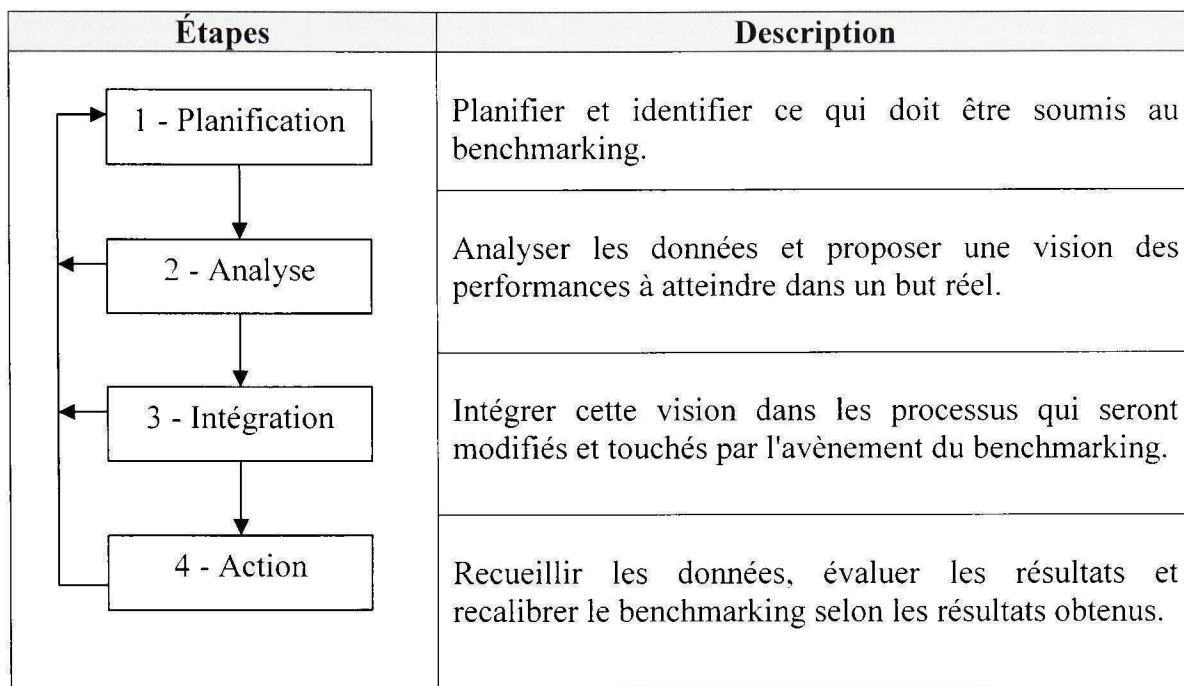 Étapes
Description
1 - Planification
Planifier et identifier ce qui doit être soumis au
benchmarking.
2 - Analyse
Analyser les données et proposer une vision des
performances à atteindre dans un but réel.
3 - Intégration
Intégrer cette vision dans les processus qui seront
modifiés et touchés par l'avènement du benchmarking.
4 - Action
Recueillir les données, évaluer les résultats et
recalibrer le benchmarking selon les résultats obtenus.